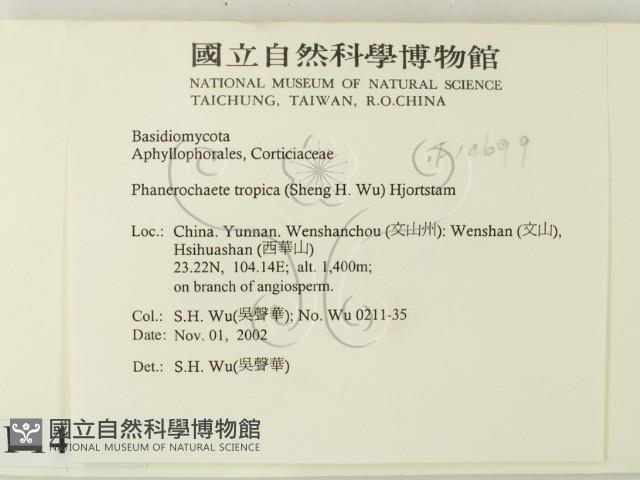 國立自然科學博物館
NATIONAL MUSEUM OF NATURAL SCIENCE
TAICHUNG, TAIWAN, R.O.CHINA
Basidiomycota
Aphyllophorales, Corticiaceae
F14699
Phanerochaete tropica (Sheng H. Wu) Hjortstam
Loc.: China. Yunnan. Wenshanchou (文山州): Wenshan (文山),
Hsihuashan (西華山)
23.22N, 104.14E; alt. 1,400m;
on branch of angiosperm.
Col.: S.H. Wu(吳聲華); No. Wu 0211-35
Date: Nov. 01, 2002
Det.: S.H. Wu(吳聲華)
國立自然科學博物館
NATIONAL MUSEUM OF NATURAL SCIENCE